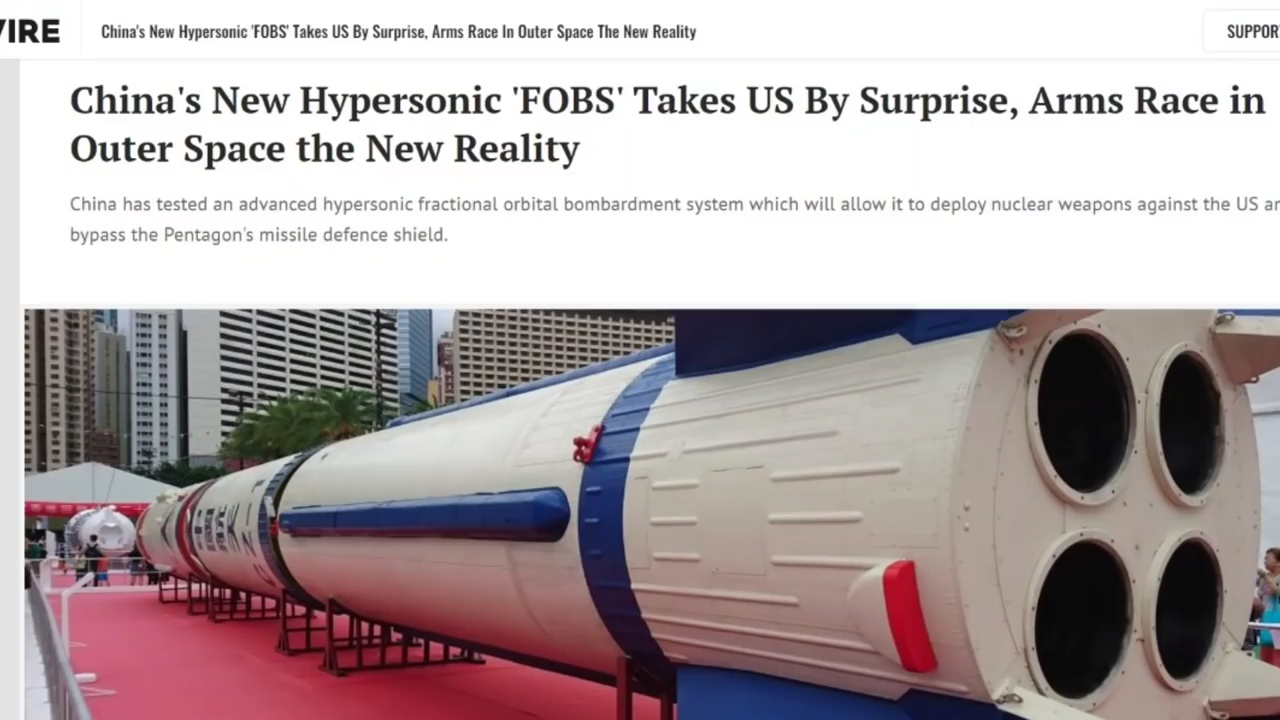 IRE
China's New Hypersonic 'FOBS' Takes US By Surprise, Arms Race In Outer Space The New Reality
SUPPOR
China's New Hypersonic 'FOBS' Takes US By Surprise, Arms Race in
Outer Space the New Reality
China has tested an advanced hypersonic fractional orbital bombardment system which will allow it to deploy nuclear weapons against the US
bypass the Pentagon's missile defence shield.